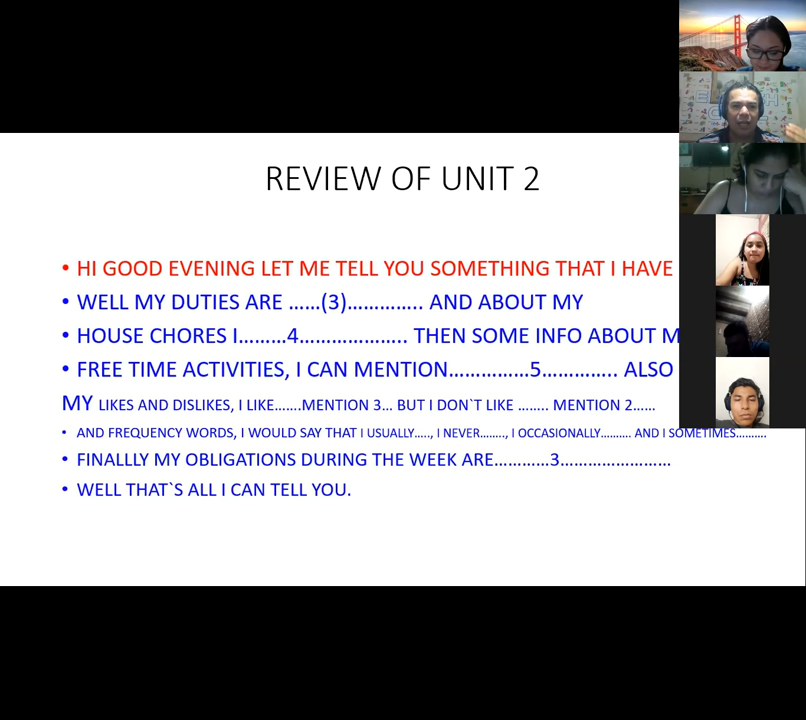 REVIEW OF UNIT 2
• HI GOOD EVENING LET ME TELL YOU SOMETHING THAT I HAVE
• WELL MY DUTIES ARE ……(3)………….. AND ABOUT MY
• HOUSE CHORES I………4……………….. THEN SOME INFO ABOUT M
• FREE TIME ACTIVITIES, I CAN MENTION……………5………….. ALSO
MY LIKES AND DISLIKES, I LIKE…….MENTION 3… BUT I DON`T LIKE …….. MENTION 2……
• AND FREQUENCY WORDS, I WOULD SAY THAT I USUALLY….., I NEVER…….., I OCCASIONALLY………. AND I SOMETIMES……….
• FINALLLY MY OBLIGATIONS DURING THE WEEK ARE…………3……………………
• WELL THAT`S ALL I CAN TELL YOU.